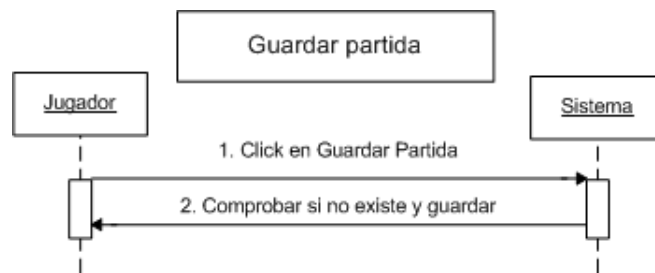 Guardar partida
Jugador
Sistema
1. Click en Guardar Partida
2. Comprobar si no existe y guardar